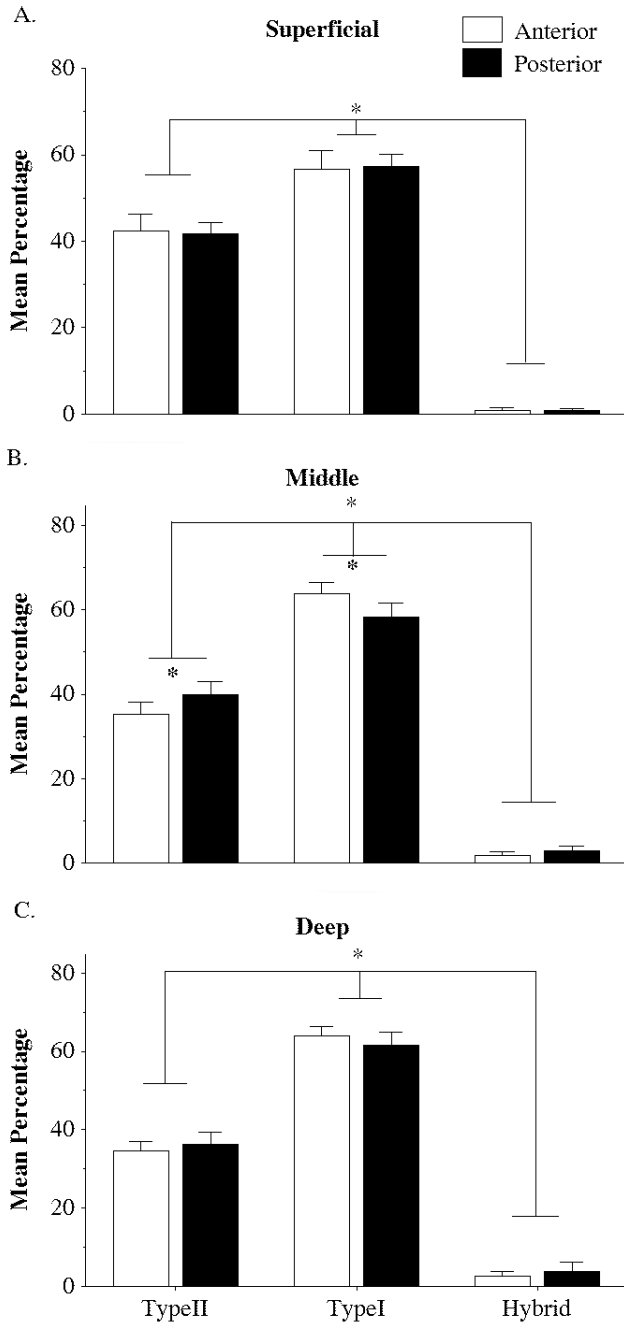 A.
Superficial
Anterior
Posterior
*
80
60
40
20
0
Mean Percentage
B.
Middle
*
80
*
60
*
40
20
0
Mean Percentage
C.
Deep
*
80
60
40
20
0
Mean Percentage
TypeII TypeI Hybrid